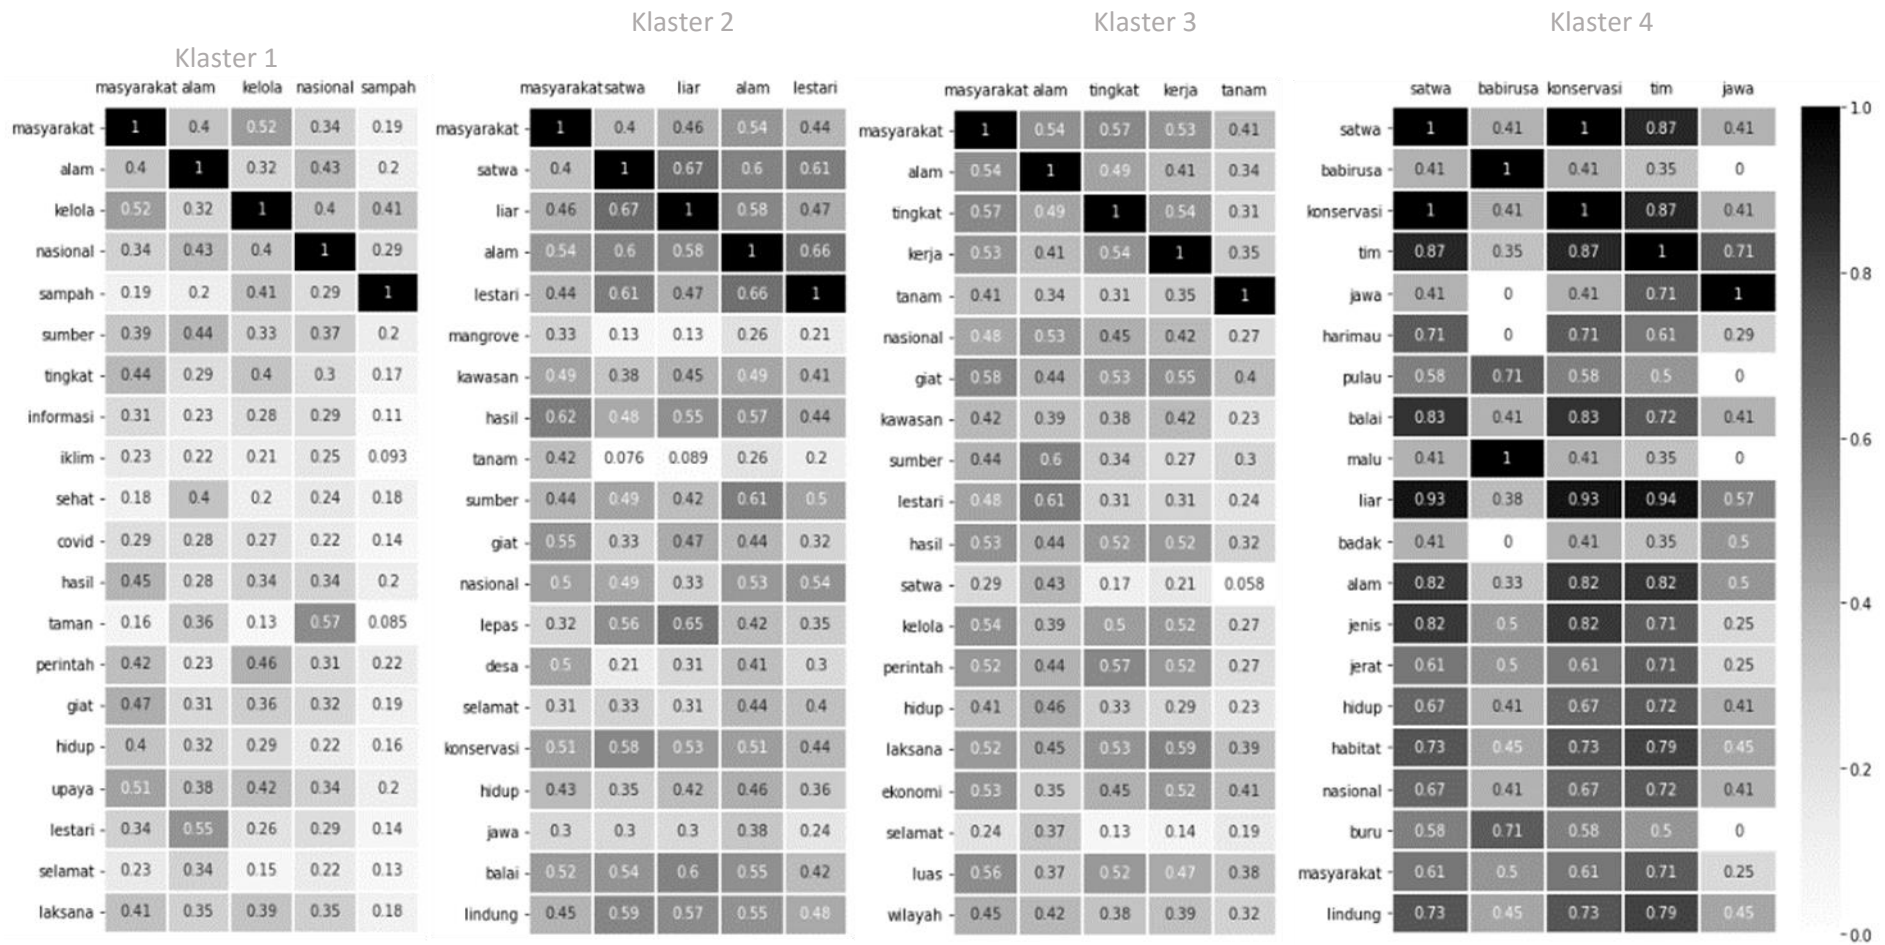 Klaster 2 Klaster 3 Klaster 4
Klaster 1
masyarakat alam kelola nasional sampah
masyarakat 1 0.4 0.52 0.34 0.19
alam 0.4 1 0.32 0.43 0.2
kelola 0.52 0.32 1 0.4 0.41
nasional 0.34 0.43 0.4 1 0.29
sampah 0.19 0.2 0.41 0.29 1
sumber 0.39 0.44 0.33 0.37 0.2
tingkat 0.44 0.29 0.4 0.3 0.17
informasi 0.31 0.23 0.28 0.29 0.11
iklim 0.23 0.22 0.21 0.25 0.093
sehat 0.18 0.4 0.2 0.24 0.18
covid 0.29 0.28 0.27 0.22 0.14
hasil 0.45 0.28 0.34 0.34 0.2
taman 0.16 0.36 0.13 0.57 0.085
perintah 0.42 0.23 0.46 0.31 0.22
giat 0.47 0.31 0.36 0.32 0.19
hidup 0.4 0.32 0.29 0.22 0.16
upaya 0.51 0.38 0.42 0.34 0.2
lestari 0.34 0.55 0.26 0.29 0.14
selamat 0.23 0.34 0.15 0.22 0.13
laksana 0.41 0.35 0.39 0.35 0.18
masyarakat satwa liar alam lestari
masyarakat 1 0.4 0.46 0.54 0.44
satwa 0.4 1 0.67 0.6 0.61
liar 0.46 0.67 1 0.58 0.47
alam 0.54 0.6 0.58 1 0.66
lestari 0.44 0.61 0.47 0.66 1
mangrove 0.33 0.13 0.13 0.26 0.21
kawasan 0.49 0.38 0.45 0.49 0.41
hasil 0.62 0.48 0.55 0.57 0.44
tanam 0.42 0.076 0.089 0.26 0.2
sumber 0.44 0.49 0.42 0.61 0.5
giat 0.55 0.33 0.47 0.44 0.32
nasional 0.5 0.49 0.33 0.53 0.54
lepas 0.32 0.56 0.65 0.42 0.35
desa 0.5 0.21 0.31 0.41 0.3
selamat 0.31 0.33 0.31 0.44 0.4
konservasi 0.51 0.58 0.53 0.51 0.44
hidup 0.43 0.35 0.42 0.46 0.36
jawa 0.3 0.3 0.3 0.38 0.24
balai 0.52 0.54 0.6 0.55 0.42
lindung 0.45 0.59 0.57 0.55 0.48
masyarakat alam tingkat kerja tanam
masyarakat 1 0.54 0.57 0.53 0.41
alam 0.54 1 0.49 0.41 0.34
tingkat 0.57 0.49 1 0.54 0.31
kerja 0.53 0.41 0.54 1 0.35
tanam 0.41 0.34 0.31 0.35 1
nasional 0.48 0.53 0.45 0.42 0.27
giat 0.58 0.44 0.53 0.55 0.4
kawasan 0.42 0.39 0.38 0.42 0.23
sumber 0.44 0.6 0.34 0.27 0.3
lestari 0.48 0.61 0.31 0.31 0.24
hasil 0.53 0.44 0.52 0.52 0.32
satwa 0.29 0.43 0.17 0.21 0.058
kelola 0.54 0.39 0.5 0.52 0.27
perintah 0.52 0.44 0.57 0.52 0.27
hidup 0.41 0.46 0.33 0.29 0.23
laksana 0.52 0.45 0.53 0.59 0.39
ekonomi 0.53 0.35 0.45 0.52 0.41
selamat 0.24 0.37 0.13 0.14 0.19
luas 0.56 0.37 0.52 0.47 0.38
wilayah 0.45 0.42 0.38 0.39 0.32
satwa babirusa konservasi tim jawa
satwa 1 0.41 1 0.87 0.41
babirusa 0.41 1 0.41 0.35 0
konservasi 1 0.41 1 0.87 0.41
tim 0.87 0.35 0.87 1 0.71
jawa 0.41 0 0.41 0.71 1
harimau 0.71 0 0.71 0.61 0.29
pulau 0.58 0.71 0.58 0.5 0
balai 0.83 0.41 0.83 0.72 0.41
malu 0.41 1 0.41 0.35 0
liar 0.93 0.38 0.93 0.94 0.57
badak 0.41 0 0.41 0.35 0.5
alam 0.82 0.33 0.82 0.82 0.5
jenis 0.82 0.5 0.82 0.71 0.25
jerat 0.61 0.5 0.61 0.71 0.25
hidup 0.67 0.41 0.67 0.72 0.41
habitat 0.73 0.45 0.73 0.79 0.45
nasional 0.67 0.41 0.67 0.72 0.41
buru 0.58 0.71 0.58 0.5 0
masyarakat 0.61 0.5 0.61 0.71 0.25
lindung 0.73 0.45 0.73 0.79 0.45
1.0
0.8
0.6
0.4
0.2
0.0